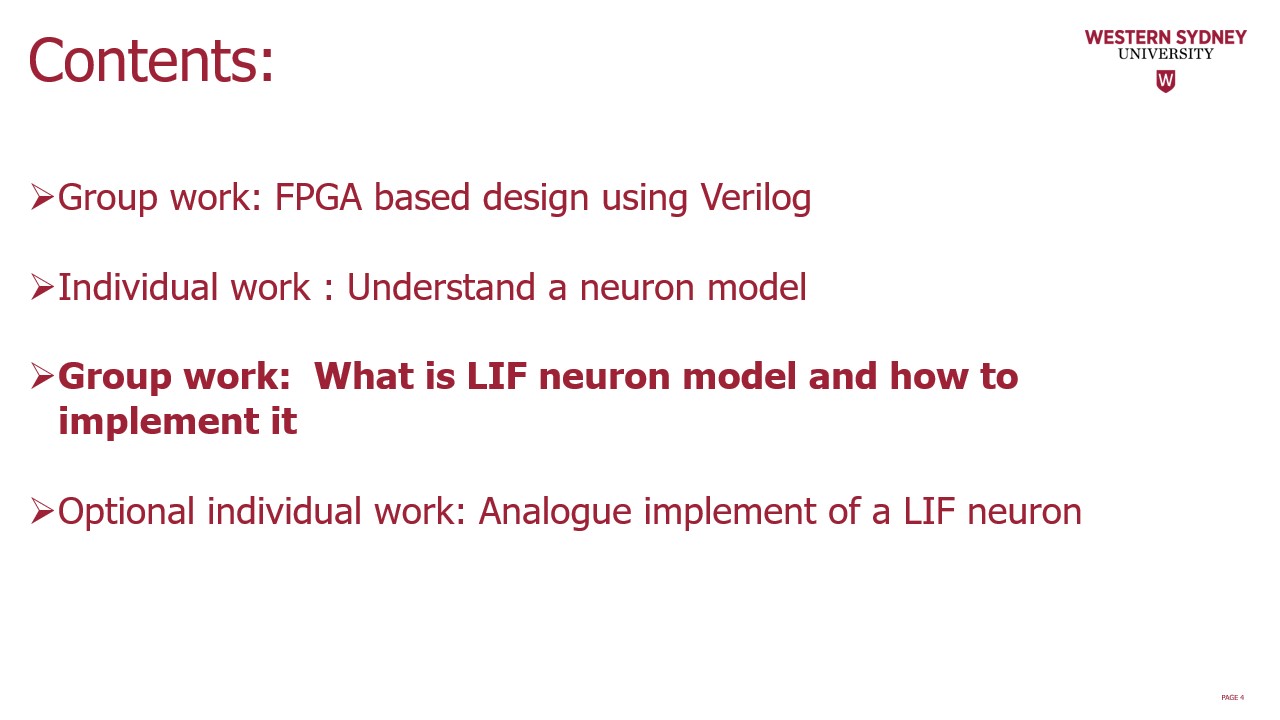 Contents:
WESTERN SYDNEY
UNIVERSITY
W
➢Group work: FPGA based design using Verilog
➢Individual work : Understand a neuron model
➢Group work:  What is LIF neuron model and how to
implement it
➢Optional individual work: Analogue implement of a LIF neuron
PAGE 4